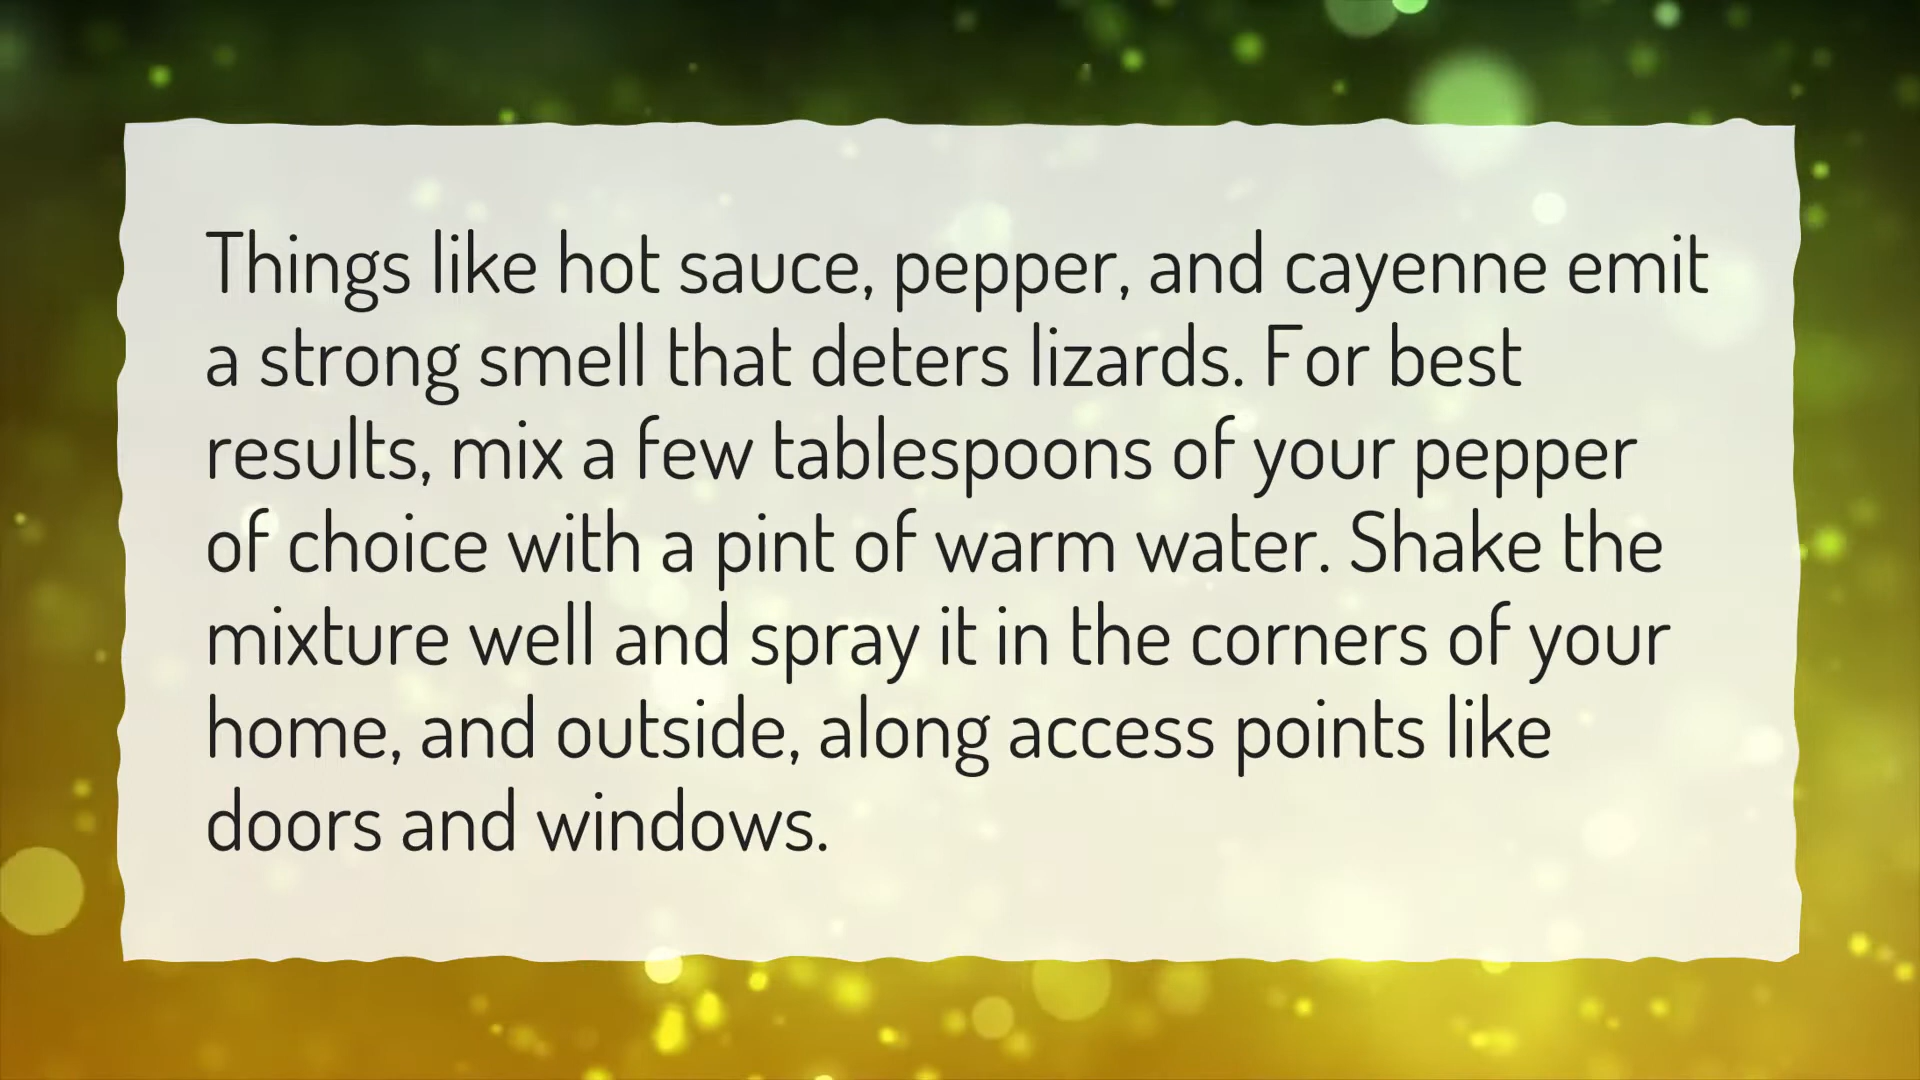 Things like hot sauce, pepper, and cayenne emit
a strong smell that deters lizards. For best
results, mix a few tablespoons of your pepper
of choice with a pint of warm water. Shake the
mixture well and spray it in the corners of your
home, and outside, along access points like
doors and windows.